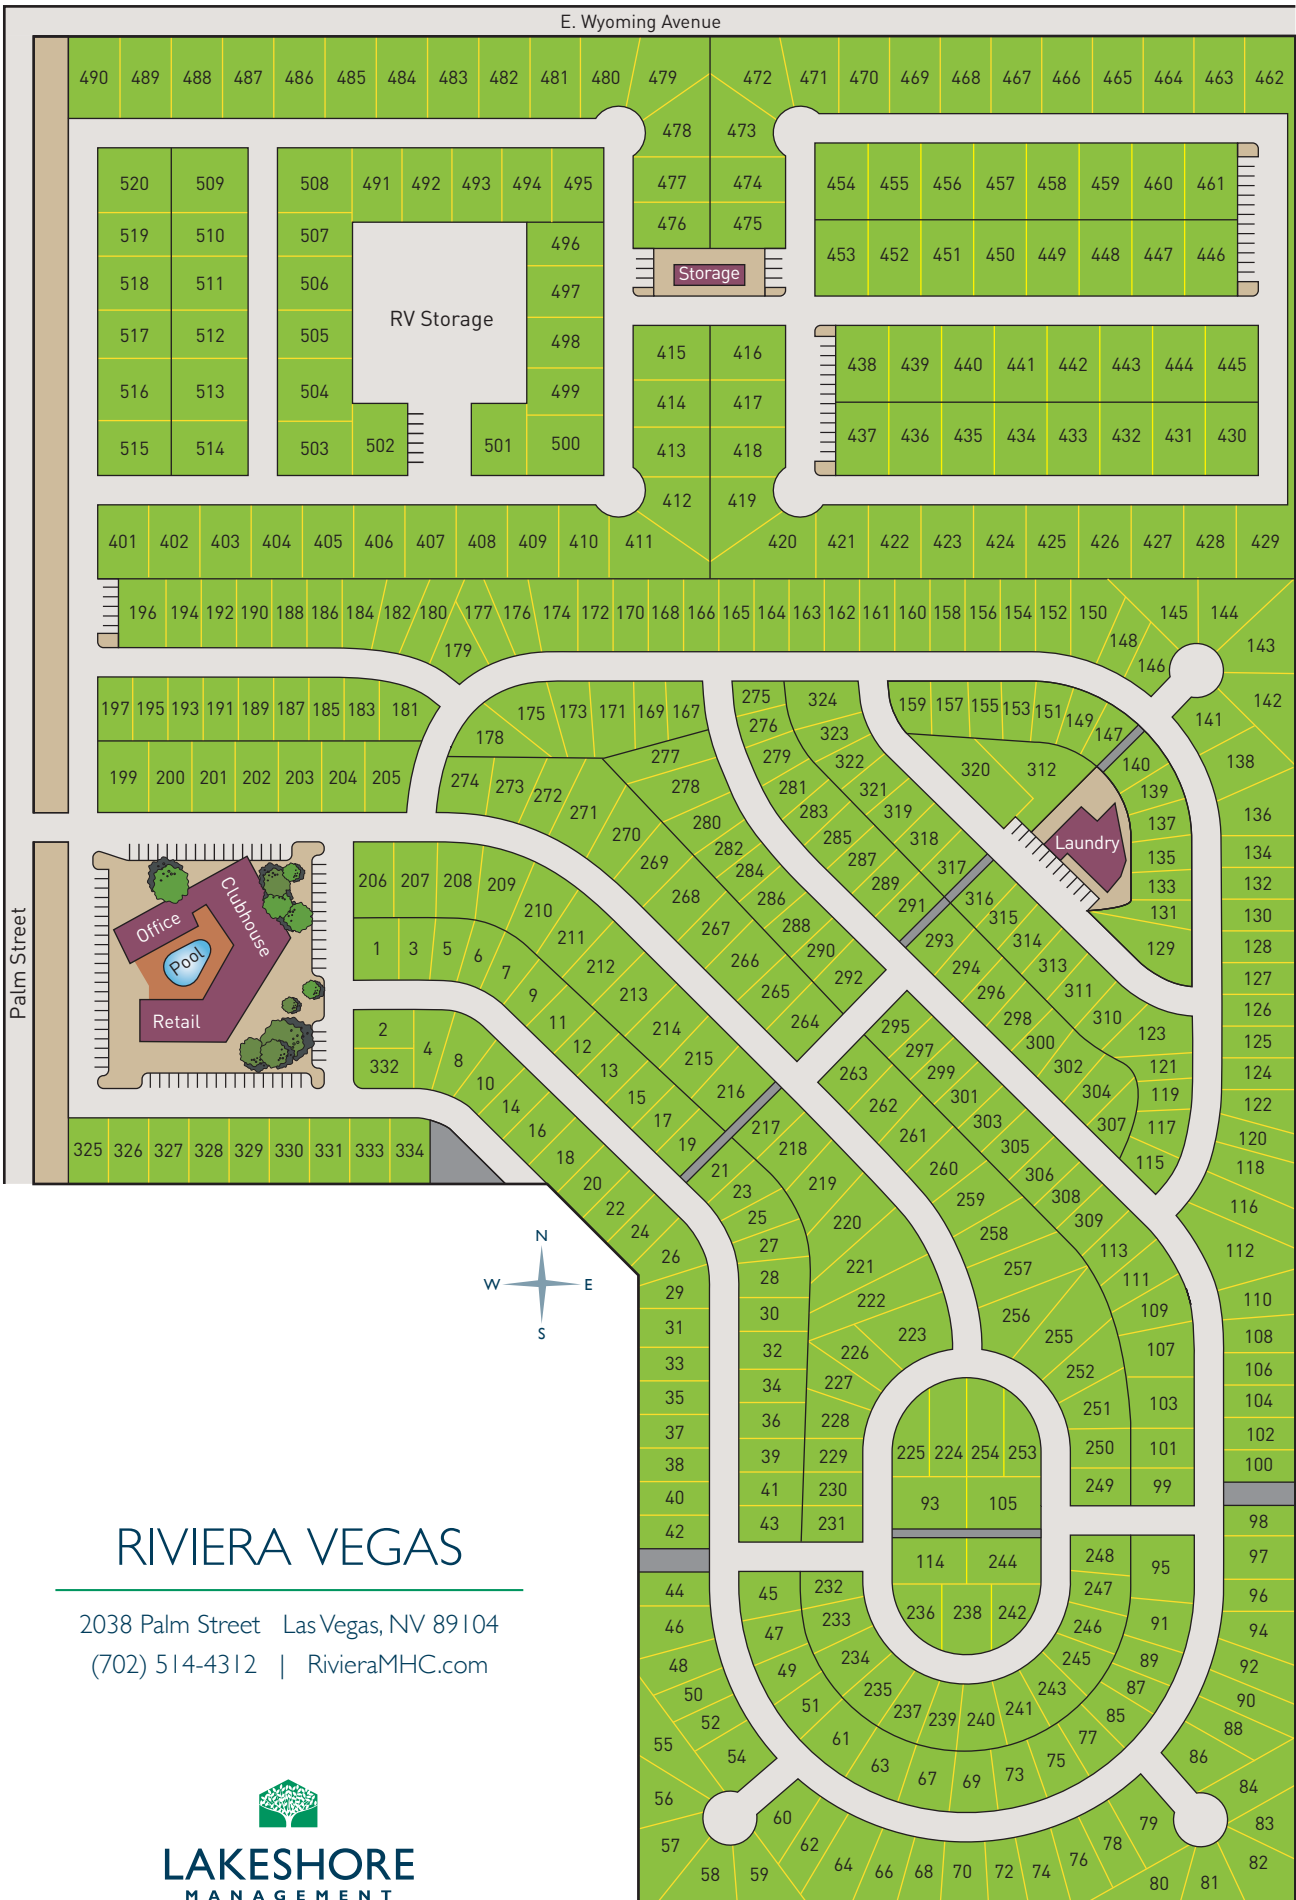 E. Wyoming Avenue
490 489 488 487 486 485 484 483 482 481 480 479 472 471 470 469 468 467 466 465 464 463 462
478 473
520 509 508 491 492 493 494 495 477 474 454 455 456 457 458 459 460 461
519 510 507 496 476 475 453 452 451 450 449 448 447 446
518 511 506 497 Storage
517 512 505 RV Storage 498 415 416 438 439 440 441 442 443 444 445
516 513 504 499 414 417
515 514 503 502 501 500 413 418 437 436 435 434 433 432 431 430
412 419
401 402 403 404 405 406 407 408 409 410 411 420 421 422 423 424 425 426 427 428 429
196 194 192 190 188 186 184 182 180 177 176 174 172 170 168 166 165 164 163 162 161 160 158 156 154 152 150 145 144
179 148 146 143
197 195 193 191 189 187 185 183 181 175 173 171 169 167 275 324 159 157 155 153 151 149 147 141 142
178 277 276 323
199 200 201 202 203 204 205 274 273 272 271 278 279 322 320 312 140 138
281 321 139
270 280 283 319 137 136
269 282 285 318 Laundry 135 134
206 207 208 209 268 284 287 317 133 132
210 267 286 289 316 131 130
Office Clubhouse 211 266 288 291 315 129 128
Pool 1 3 5 6 7 212 265 290 293 314 127
Retail 9 213 264 292 294 313 126
2 11 214 295 296 311 125
332 4 8 12 215 263 297 298 310 123 124
10 13 216 262 299 300 121 122
14 15 217 261 301 302 119 120
16 17 218 260 303 304 117 118
325 326 327 328 329 330 331 333 334 18 19 219 259 305 307 115 116
20 21 220 258 306 112
22 23 221 257 308 110
24 25 222 256 309 108
26 27 223 255 113 106
29 28 226 252 111 104
31 30 227 251 109 102
33 32 228 250 107 100
35 34 229 249 103 98
37 36 230 225 224 254 253 101 97
38 39 231 93 105 99 96
40 41 232 114 244 248 95 94
42 43 233 236 238 242 247 91 92
44 45 234 246 89 90
46 47 235 245 87 88
48 49 237 239 240 241 243 85 86
50 51 61 63 67 69 73 75 77 84
52 54 60 62 64 66 68 70 72 74 76 78 79 83
55 56 57 58 59 80 81 82
Palm Street
N
W E
S
RIVIERA VEGAS
2038 Palm Street Las Vegas, NV 89104
(702) 514-4312 | RivieraMHC.com
LAKESHORE
MANAGEMENT